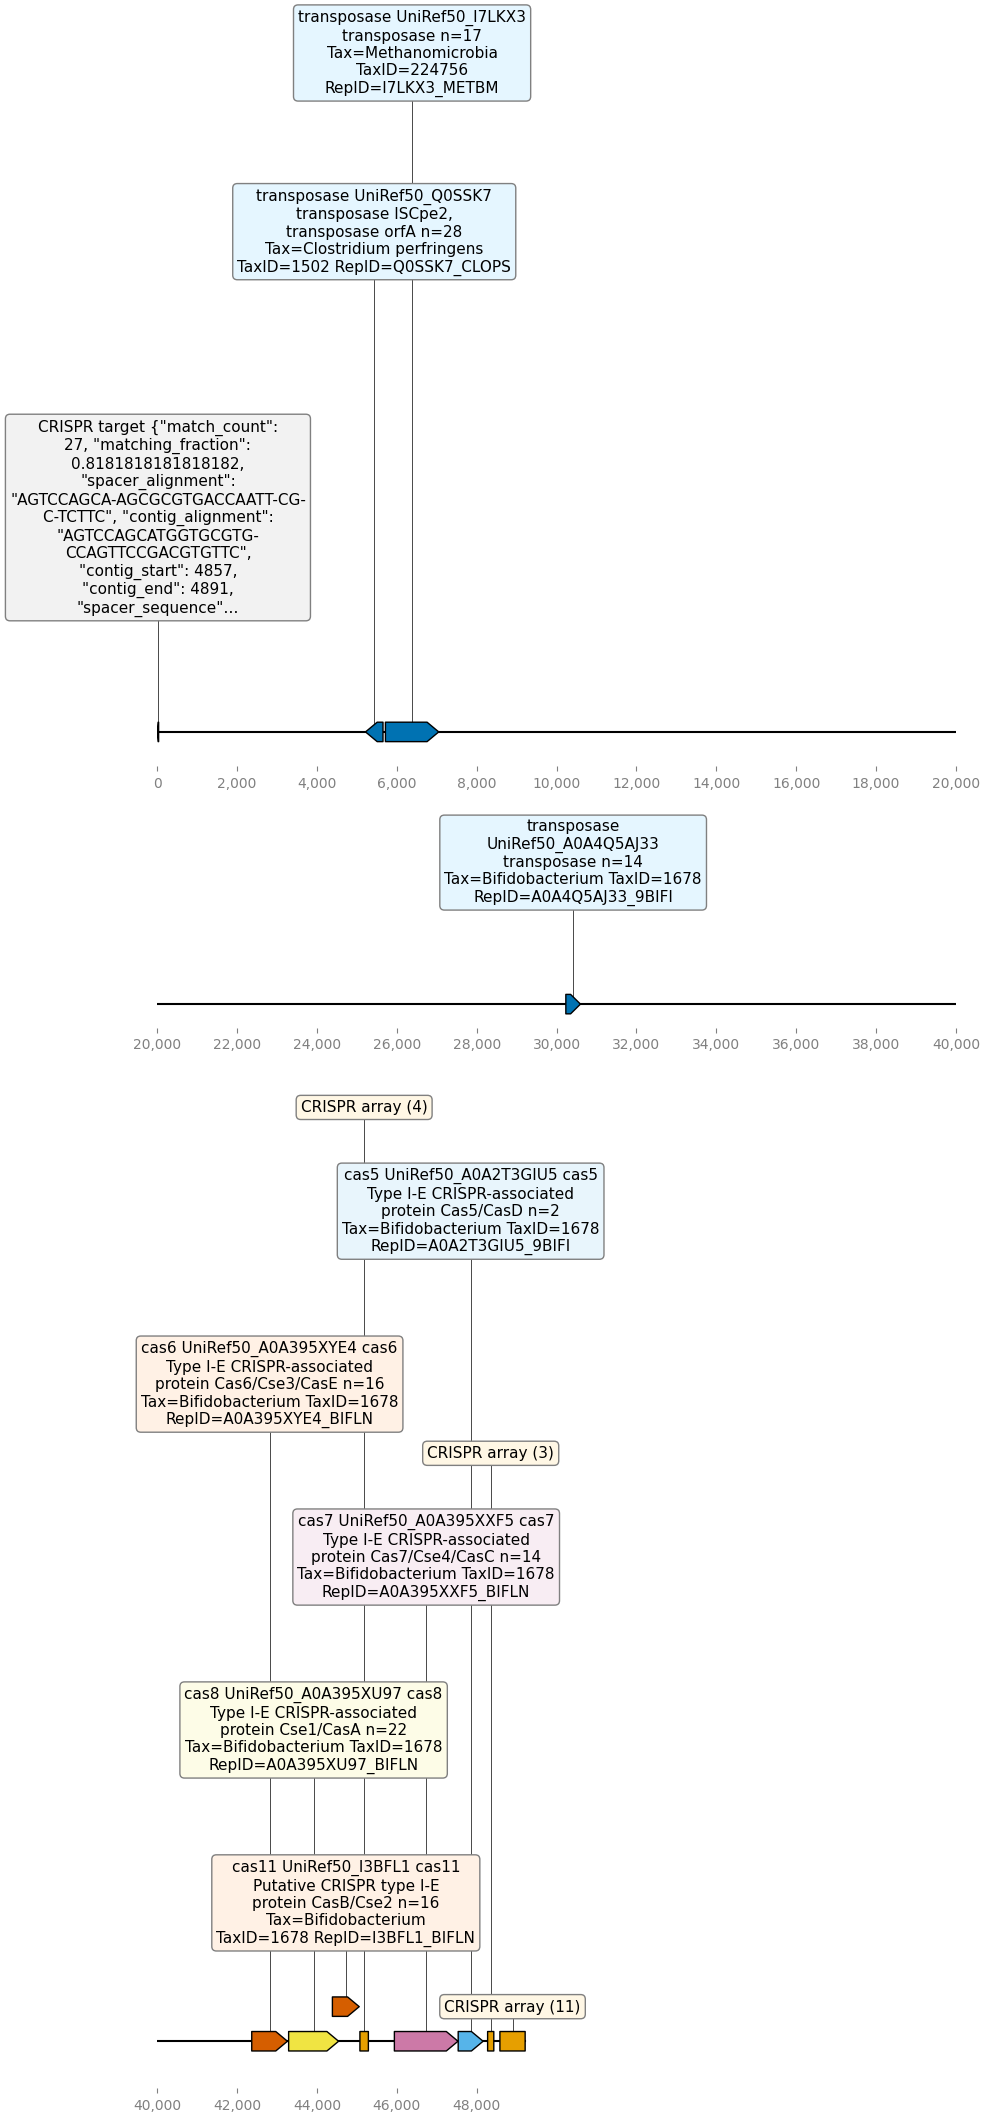 transposase UniRef50_I7LKX3
transposase n=17
Tax=Methanomicrobia
TaxID=224756
RepID=I7LKX3_METBM
transposase UniRef50_Q0SSK7
transposase ISCpe2,
transposase orfA n=28
Tax=Clostridium perfringens
TaxID=1502 RepID=Q0SSK7_CLOPS
CRISPR target {"match_count":
27, "matching_fraction":
0.8181818181818182,
"spacer_alignment":
"AGTCCAGCA-AGCGCGTGACCAATT-CG-
C-TCTTC", "contig_alignment":
"AGTCCAGCATGGTGCGTG-
CCAGTTCCGACGTGTTC",
"contig_start": 4857,
"contig_end": 4891,
"spacer_sequence"...
0 2,000 4,000 6,000 8,000 10,000 12,000 14,000 16,000 18,000 20,000
transposase
UniRef50_A0A4Q5AJ33
transposase n=14
Tax=Bifidobacterium TaxID=1678
RepID=A0A4Q5AJ33_9BIFI
20,000 22,000 24,000 26,000 28,000 30,000 32,000 34,000 36,000 38,000 40,000
CRISPR array (4)
cas5 UniRef50_A0A2T3GIU5 cas5
Type I-E CRISPR-associated
protein Cas5/CasD n=2
Tax=Bifidobacterium TaxID=1678
RepID=A0A2T3GIU5_9BIFI
cas6 UniRef50_A0A395XYE4 cas6
Type I-E CRISPR-associated
protein Cas6/Cse3/CasE n=16
Tax=Bifidobacterium TaxID=1678
RepID=A0A395XYE4_BIFLN
CRISPR array (3)
cas7 UniRef50_A0A395XXF5 cas7
Type I-E CRISPR-associated
protein Cas7/Cse4/CasC n=14
Tax=Bifidobacterium TaxID=1678
RepID=A0A395XXF5_BIFLN
cas8 UniRef50_A0A395XU97 cas8
Type I-E CRISPR-associated
protein Cse1/CasA n=22
Tax=Bifidobacterium TaxID=1678
RepID=A0A395XU97_BIFLN
cas11 UniRef50_I3BFL1 cas11
Putative CRISPR type I-E
protein CasB/Cse2 n=16
Tax=Bifidobacterium
TaxID=1678 RepID=I3BFL1_BIFLN
CRISPR array (11)
40,000 42,000 44,000 46,000 48,000